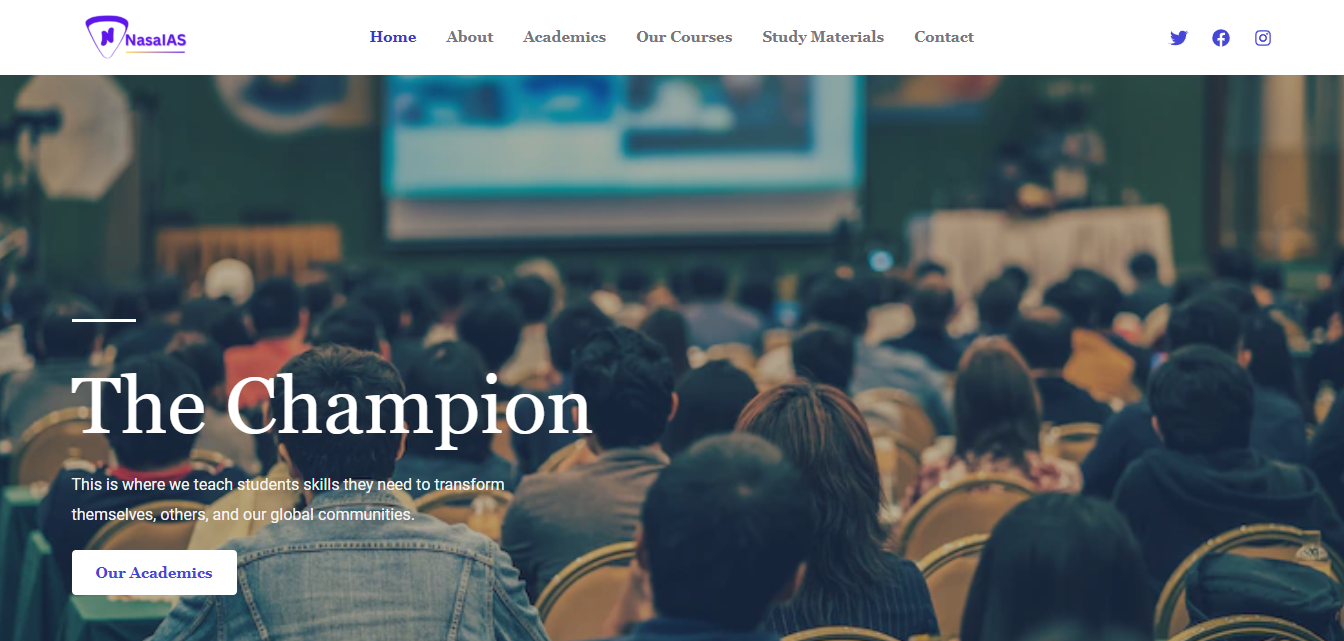 NasaIAS
Home About Academics Our Courses Study Materials Contact
The Champion
This is where we teach students skills they need to transform
themselves, others, and our global communities.
Our Academics